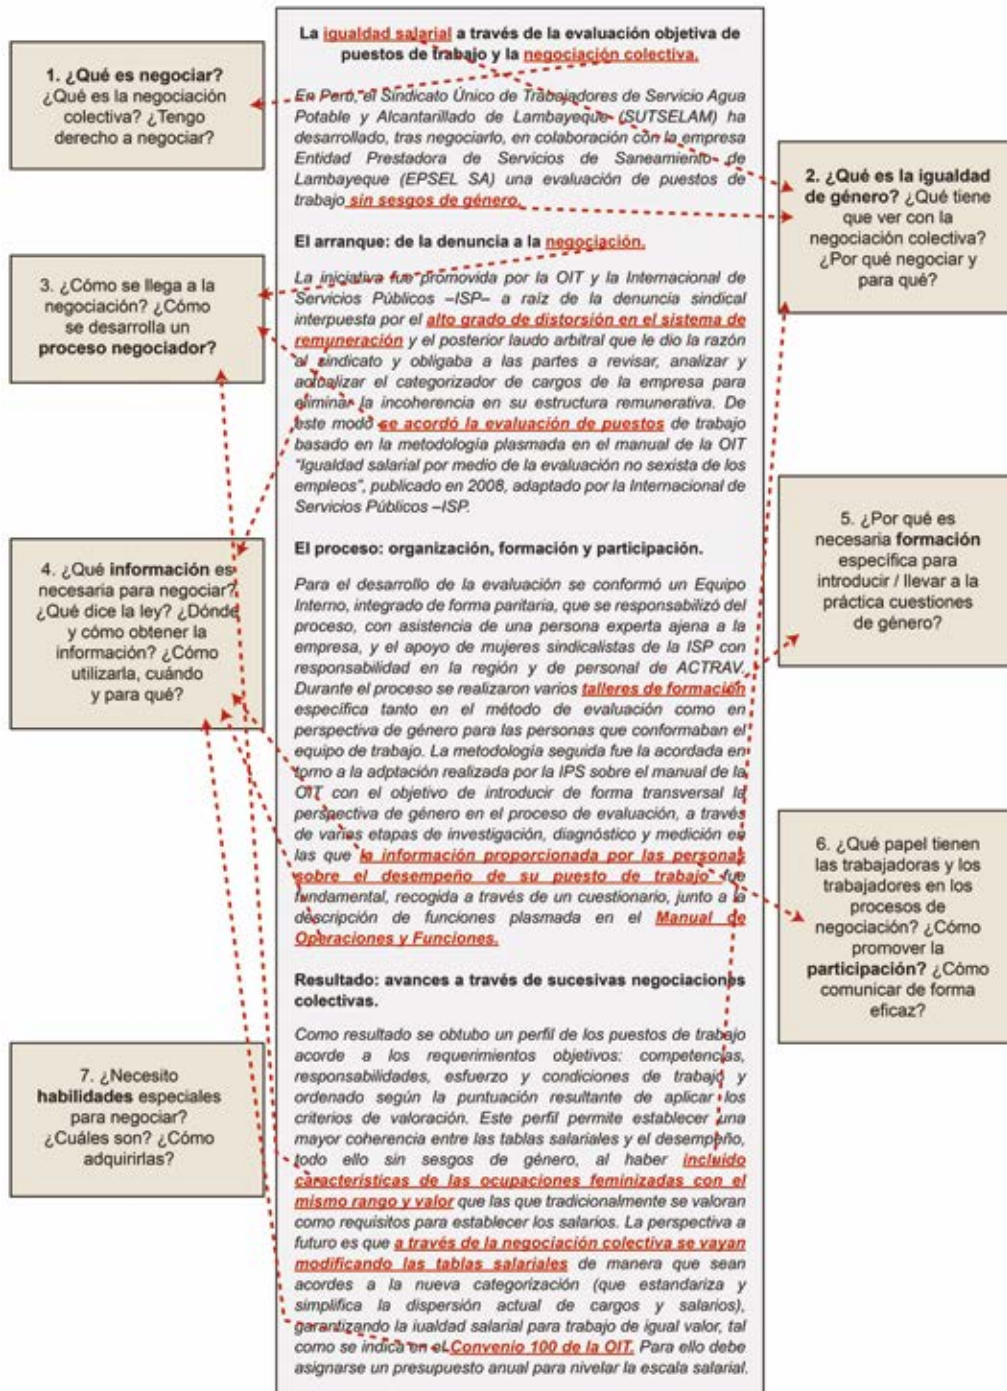 La igualdad salarial a través de la evaluación objetiva de
puestos de trabajo y la negociación colectiva.
En Perú, el Sindicato Único de Trabajadores de Servicio Agua
Potable y Alcantarillado de Lambayeque (SUTSELAM) ha
desarrollado, tras negociarlo, en colaboración con la empresa
Entidad Prestadora de Servicios de Saneamiento de
Lambayeque (EPSEL SA) una evaluación de puestos de
trabajo sin sesgos de género.
El arranque: de la denuncia a la negociación.
La iniciativa fue promovida por la OIT y la Internacional de
Servicios Públicos –ISP– a raíz de la denuncia sindical
interpuesta por el alto grado de distorsión en el sistema de
remuneración y el posterior laudo arbitral que le dio la razón
al sindicato y obligaba a las partes a revisar, analizar y
actualizar el categorizador de cargos de la empresa para
eliminar la incoherencia en su estructura remunerativa. De
este modo se acordó la evaluación de puestos de trabajo
basado en la metodología plasmada en el manual de la OIT
"Igualdad salarial por medio de la evaluación no sexista de los
empleos", publicado en 2008, adaptado por la Internacional de
Servicios Públicos –ISP.
El proceso: organización, formación y participación.
Para el desarrollo de la evaluación se conformó un Equipo
Interno, integrado de forma paritaria, que se responsabilizó del
proceso, con asistencia de una persona experta ajena a la
empresa, y el apoyo de mujeres sindicalistas de la ISP con
responsabilidad en la región y de personal de ACTRAV.
Durante el proceso se realizaron varios talleres de formación
específica tanto en el método de evaluación como en
perspectiva de género para las personas que conformaban el
equipo de trabajo. La metodología seguida fue la acordada en
torno a la adptación realizada por la IPS sobre el manual de la
OIT con el objetivo de introducir de forma transversal la
perspectiva de género en el proceso de evaluación, a través
de varias etapas de investigación, diagnóstico y medición en
las que la información proporcionada por las personas
sobre el desempeño de su puesto de trabajo fue
fundamental, recogida a través de un cuestionario, junto a la
descripción de funciones plasmada en el Manual de
Operaciones y Funciones.
Resultado: avances a través de sucesivas negociaciones
colectivas.
Como resultado se obtubo un perfil de los puestos de trabajo
acorde a los requerimientos objetivos: competencias,
responsabilidades, esfuerzo y condiciones de trabajo y
ordenado según la puntuación resultante de aplicar los
criterios de valoración. Este perfil permite establecer una
mayor coherencia entre las tablas salariales y el desempeño,
todo ello sin sesgos de género, al haber incluido
características de las ocupaciones feminizadas con el
mismo rango y valor que las que tradicionalmente se valoran
como requisitos para establecer los salarios. La perspectiva a
futuro es que a través de la negociación colectiva se vayan
modificando las tablas salariales de manera que sean
acordes a la nueva categorización (que estandariza y
simplifica la dispersión actual de cargos y salarios),
garantizando la iualdad salarial para trabajo de igual valor, tal
como se indica en el Convenio 100 de la OIT. Para ello debe
asignarse un presupuesto anual para nivelar la escala salarial.
1. ¿Qué es negociar?
¿Qué es la negociación
colectiva? ¿Tengo
derecho a negociar?
2. ¿Qué es la igualdad
de género? ¿Qué tiene
que ver con la
negociación colectiva?
¿Por qué negociar y
para qué?
3. ¿Cómo se llega a la
negociación? ¿Cómo
se desarrolla un
proceso negociador?
4. ¿Qué información es
necesaria para negociar?
¿Qué dice la ley? ¿Dónde
y cómo obtener la
información? ¿Cómo
utilizarla, cuándo
y para qué?
5. ¿Por qué es
necesaria formación
específica para
introducir / llevar a la
práctica cuestiones
de género?
6. ¿Qué papel tienen
las trabajadoras y los
trabajadores en los
procesos de
negociación? ¿Cómo
promover la
participación? ¿Cómo
comunicar de forma
eficaz?
7. ¿Necesito
habilidades especiales
para negociar?
¿Cuáles son? ¿Cómo
adquirirlas?